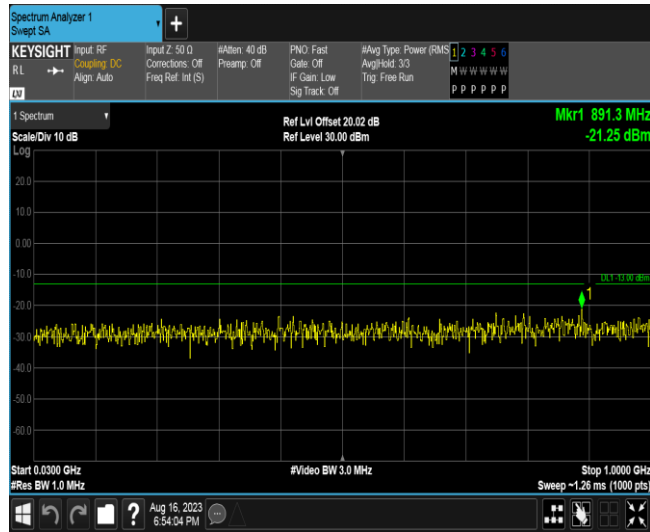 Spectrum Analyzer 1
Swept SA
KEYSIGHT
RL
LXI
Input: RF
Coupling: DC
Align: Auto
Input Z: 50 Ω
Corrections: Off
Freq Ref: Int (S)
#Atten: 40 dB
Preamp: Off
PNO: Fast
Gate: Off
IF Gain: Low
Sig Track: Off
#Avg Type: Power (RMS
Avg|Hold: 3/3
Trig: Free Run
1 2 3 4 5 6
M W W W W W
P P P P P P
1 Spectrum
Scale/Div 10 dB
Ref Lvl Offset 20.02 dB
Ref Level 30.00 dBm
Mkr1 891.3 MHz
-21.25 dBm
Log
20.0
10.0
0.00
-10.0
DL1 -13.00 dBm
1
-20.0
-30.0
-40.0
-50.0
-60.0
Start 0.0300 GHz
#Video BW 3.0 MHz
Stop 1.0000 GHz
#Res BW 1.0 MHz
Sweep ~1.26 ms (1000 pts)
?
Aug 16, 2023
6:54:04 PM